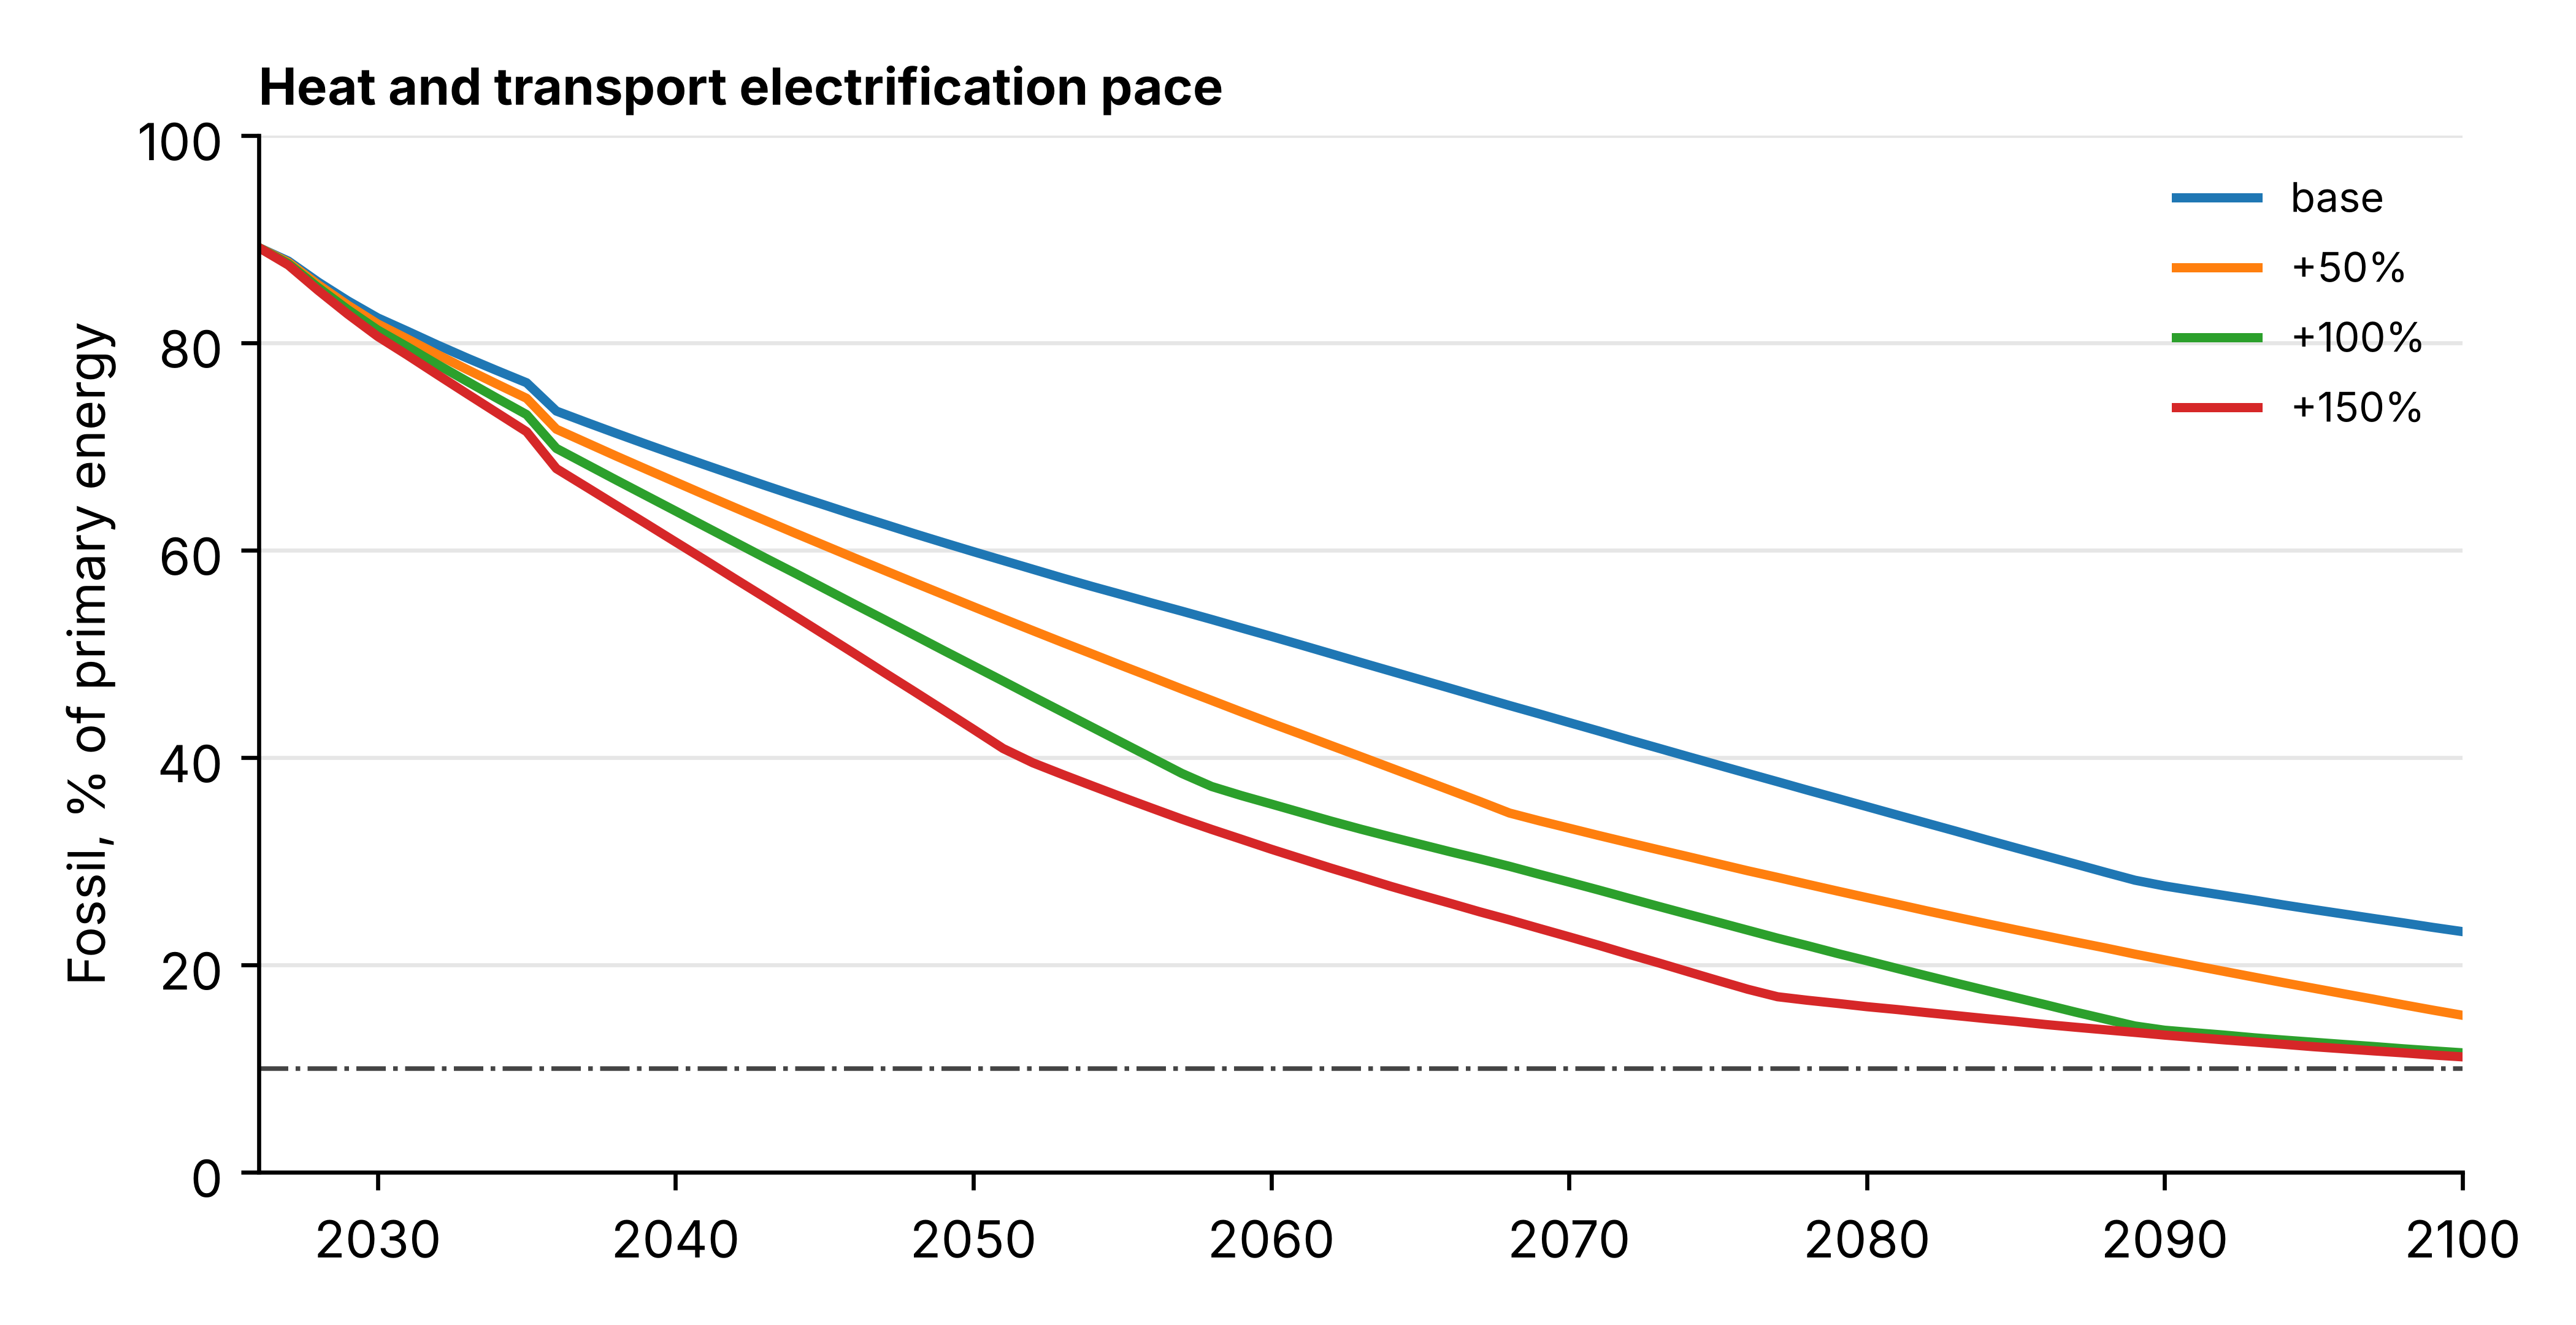 Heat and transport electrification pace
Fossil, % of primary energy
100
80
60
40
20
0
2030 2040 2050 2060 2070 2080 2090 2100
base
+50%
+100%
+150%